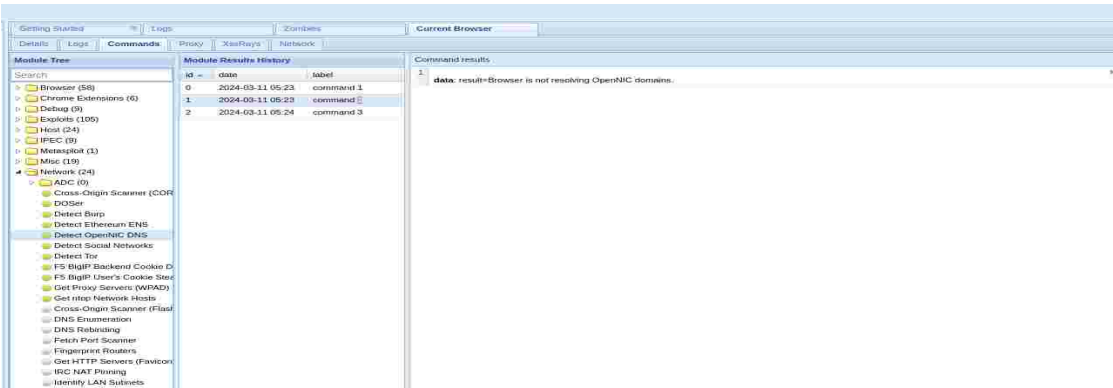 Getting Started Logs Zombies Current Browser
Details Logs Commands Proxy XssRays Network
Module Tree
Search
Browser (58)
Chrome Extensions (6)
Debug (9)
Exploits (105)
Host (24)
IPEC (9)
Metasploit (1)
Misc (19)
Network (24)
ADC (0)
Cross-Origin Scanner (COR
DOSer
Detect Burp
Detect Ethereum ENS
Detect OpenNIC DNS
Detect Social Networks
Detect Tor
F5 BigIP Backend Cookie D
F5 BigIP User's Cookie Stea
Get Proxy Servers (WPAD)
Get ntop Network Hosts
Cross-Origin Scanner (Flash
DNS Enumeration
DNS Rebinding
Fetch Port Scanner
Fingerprint Routers
Get HTTP Servers (Favicon
IRC NAT Pinning
Identify LAN Subnets
Module Results History
id date label
0 2024-03-11 05:23 command 1
1 2024-03-11 05:23 command
2 2024-03-11 05:24 command 3
Command results
1
data: result=Browser is not resolving OpenNIC domains.